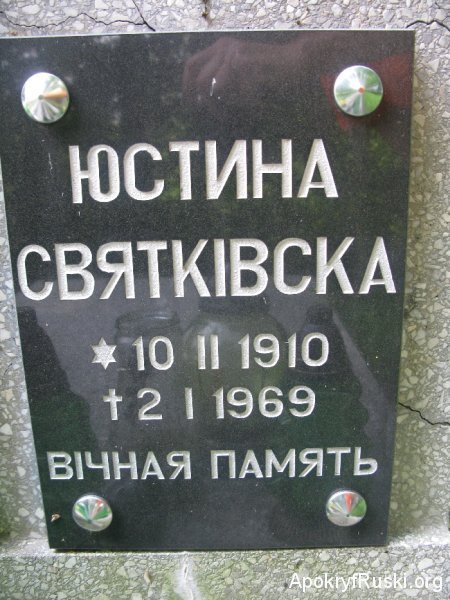 ЮСТИНА
СВЯТКІВСКА
✡ 10 II 1910
† 2 I 1969
ВІЧНАЯ ПАМЯТЬ
ApokryfRuski.org